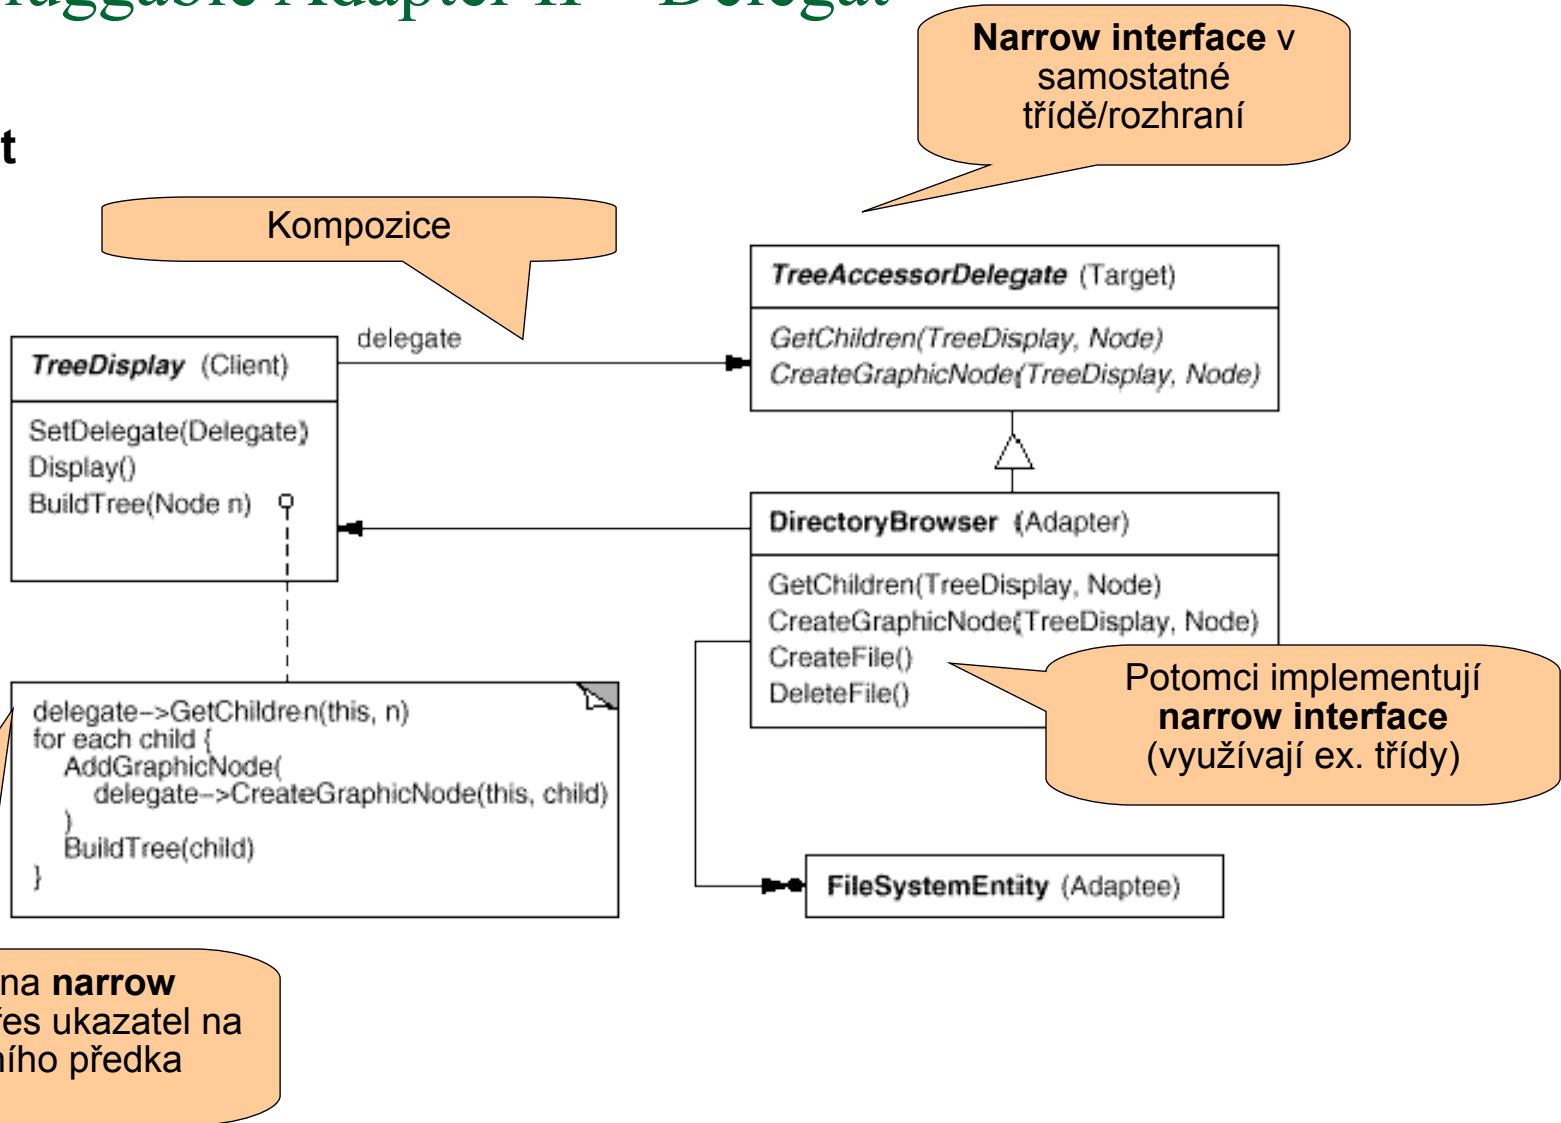 Adapter II
Narrow interface v
samostatné
třídě/rozhraní
Kompozice
TreeAccessorDelegate (Target)
GetChildren(TreeDisplay, Node)
CreateGraphicNode(TreeDisplay, Node)
delegate
TreeDisplay (Client)
SetDelegate(Delegate)
Display()
BuildTree(Node n)
DirectoryBrowser (Adapter)
GetChildren(TreeDisplay, Node)
CreateGraphicNode(TreeDisplay, Node)
CreateFile()
DeleteFile()
Potomci implementují
narrow interface
(využívají ex. třídy)
delegate->GetChildren(this, n)
for each child {
AddGraphicNode(
delegate->CreateGraphicNode(this, child)
)
BuildTree(child)
}
FileSystemEntity (Adaptee)
na narrow
ukazatel na
předka